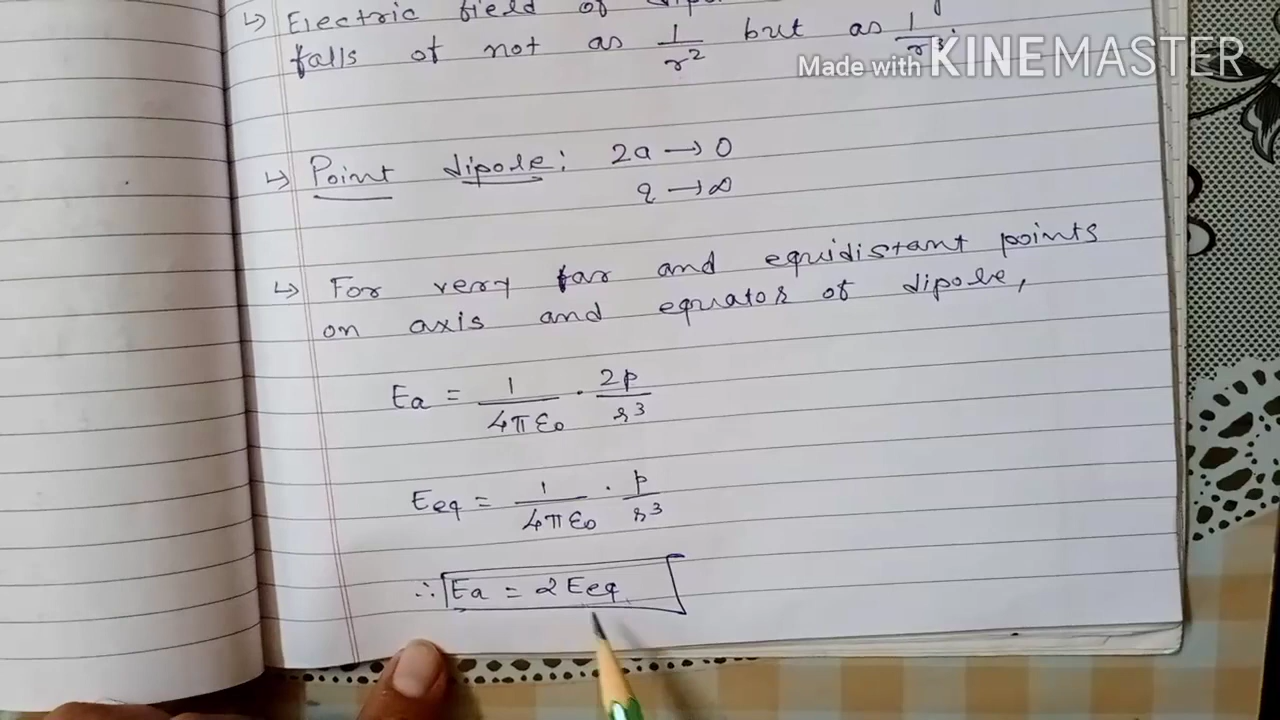 ↳ Electric field of
falls of not as 1/r² but as 1/r³.
Made with KINEMASTER
↳ Point dipole: 2a → 0
q → ∞
↳ For very far and equidistant points
on axis and equator of dipole,
Ea = 1/4πε₀ · 2p/r³
Eeq = 1/4πε₀ · p/r³
∴ Ea = 2Eeq